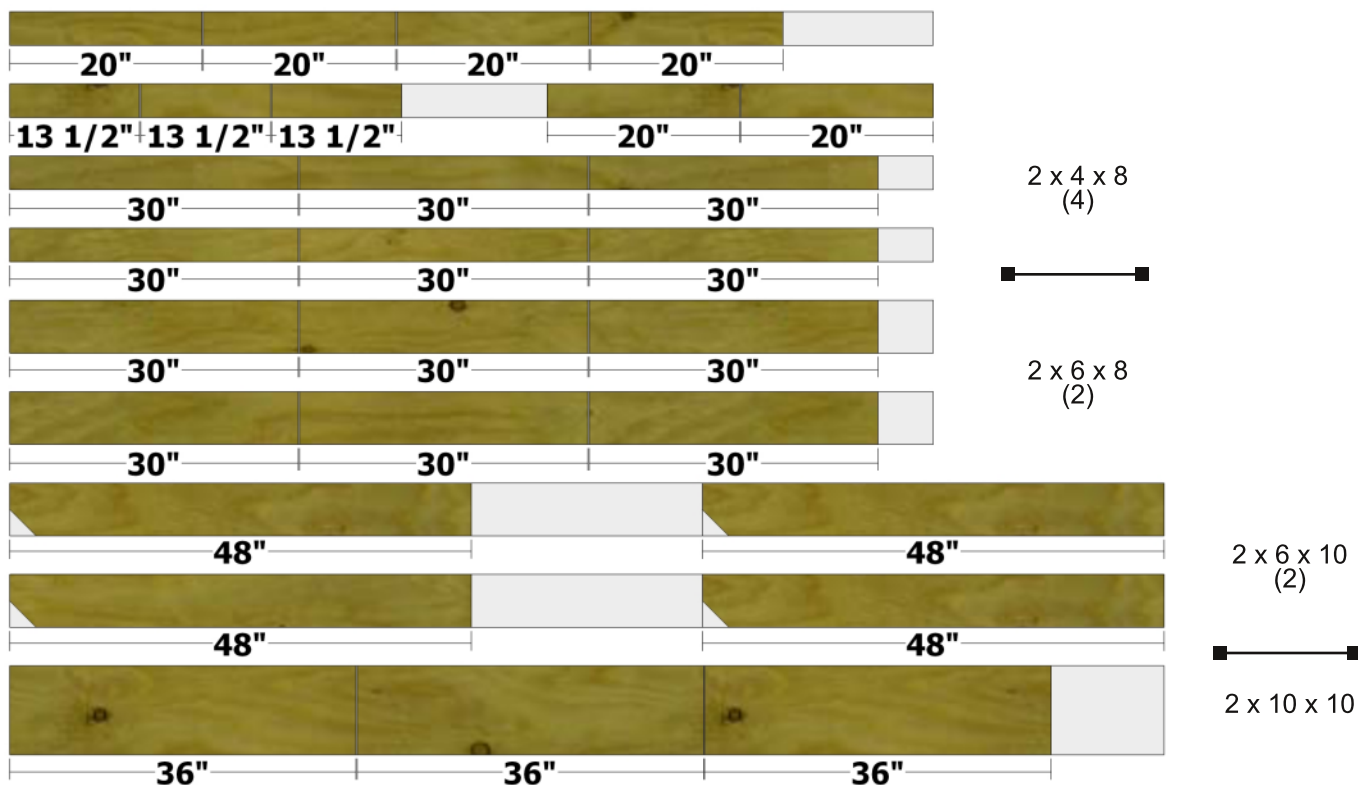 20" 20" 20" 20"
13 1/2" 13 1/2" 13 1/2" 20" 20"
30" 30" 30"
30" 30" 30"
30" 30" 30"
30" 30" 30"
48" 48"
48" 48"
36" 36" 36"
2 x 4 x 8
(4)
2 x 6 x 8
(2)
2 x 6 x 10
(2)
2 x 10 x 10